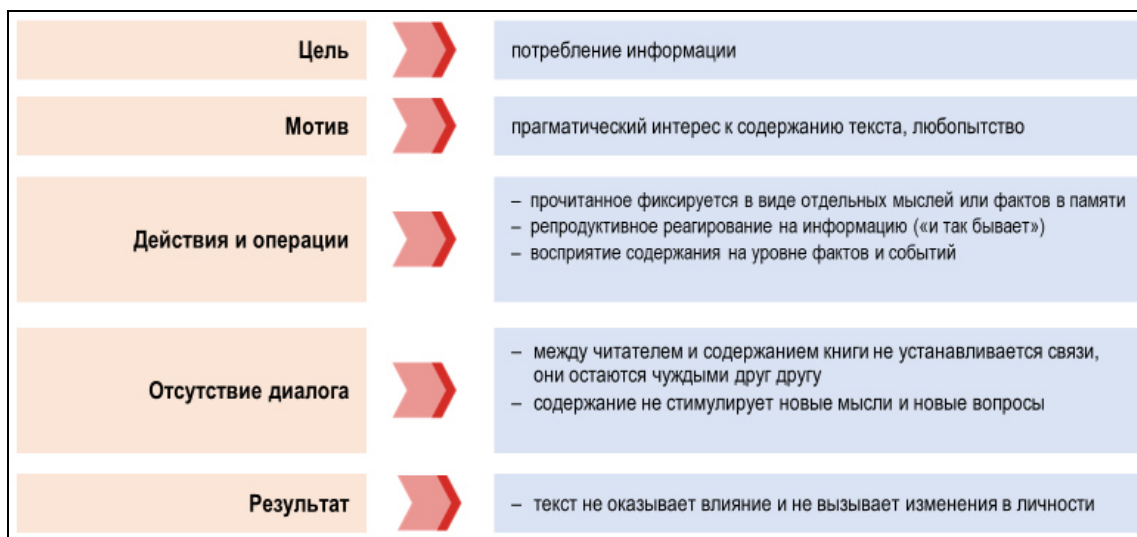 Цель
потребление информации
Мотив
прагматический интерес к содержанию текста, любопытство
Действия и операции
– прочитанное фиксируется в виде отдельных мыслей или фактов в памяти
– репродуктивное реагирование на информацию («и так бывает»)
– восприятие содержания на уровне фактов и событий
Отсутствие диалога
– между читателем и содержанием книги не устанавливается связи,
они остаются чуждыми друг другу
– содержание не стимулирует новые мысли и новые вопросы
Результат
– текст не оказывает влияние и не вызывает изменения в личности